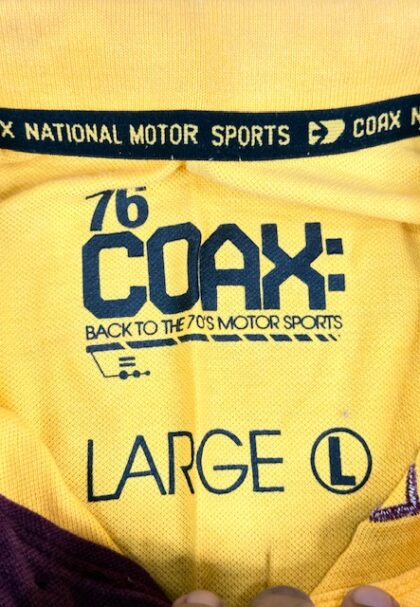 X NATIONAL MOTOR SPORTS COAX N
76
COAX:
BACK TO THE 70'S MOTOR SPORTS
LARGE L